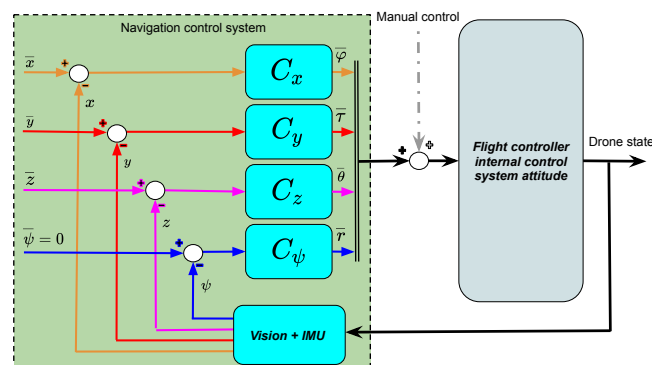 Navigation control system
Manual control
x̅
+
-
x
C_x
φ̅
y̅
+
-
y
C_y
τ̅
z̅
+
-
z
C_z
θ̅
ψ̅ = 0
+
-
ψ
C_ψ
r̅
+
+
Flight controller
internal control
system attitude
Drone state
Vision + IMU